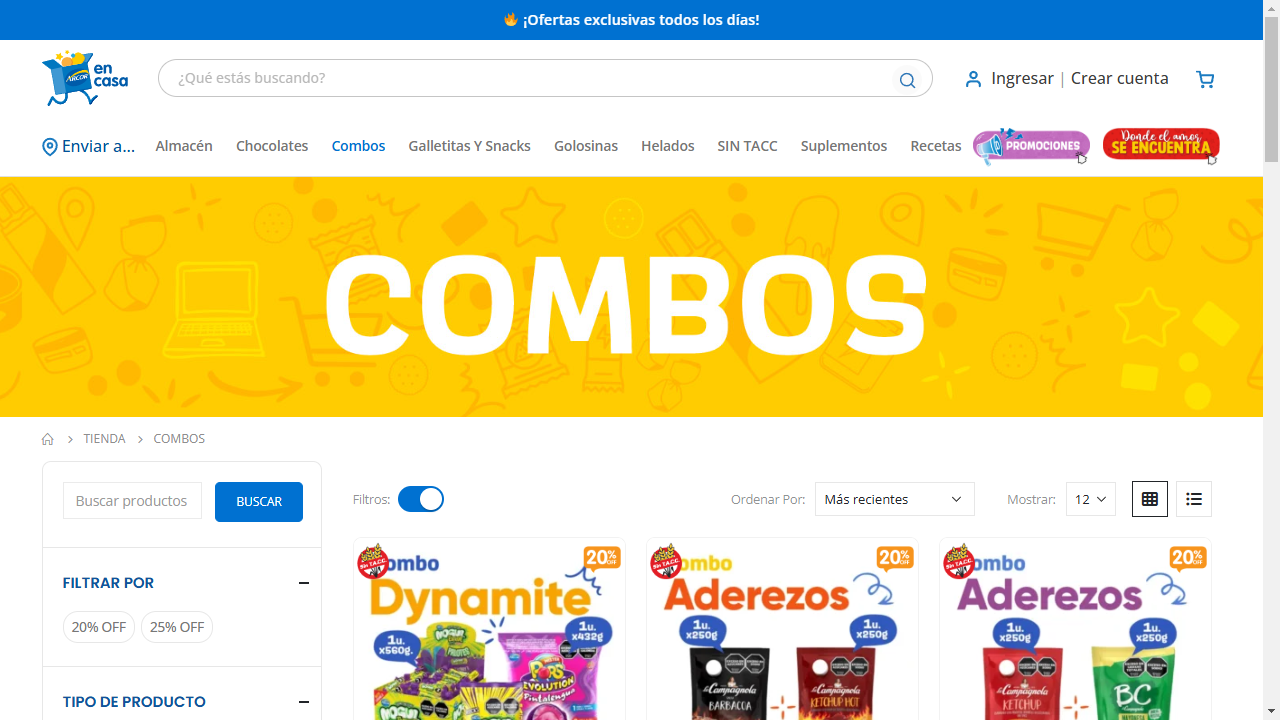 🔥 ¡Ofertas exclusivas todos los días!
ARCOR en casa
¿Qué estás buscando?
Ingresar | Crear cuenta
Enviar a...
Almacén
Chocolates
Combos
Galletitas Y Snacks
Golosinas
Helados
SIN TACC
Suplementos
Recetas
PROMOCIONES
Donde el amor SE ENCUENTRA
COMBOS
TIENDA > COMBOS
Buscar productos
BUSCAR
Filtros:
Ordenar Por:
Más recientes
Mostrar:
12
FILTRAR POR
20% OFF
25% OFF
TIPO DE PRODUCTO
SIN TACC
Combo
20% OFF
Dynamite
1u. x560g.
1u. x432g
MOGUL
POPS EVOLUTION
Pintalengua
SIN TACC
Combo
20% OFF
Aderezos
1u. x250g
1u. x250g
La Campagnola
BARBACOA
La Campagnola
KETCHUP HOT
SIN TACC
Combo
20% OFF
Aderezos
1u. x250g
1u. x250g
La Campagnola
KETCHUP
BC